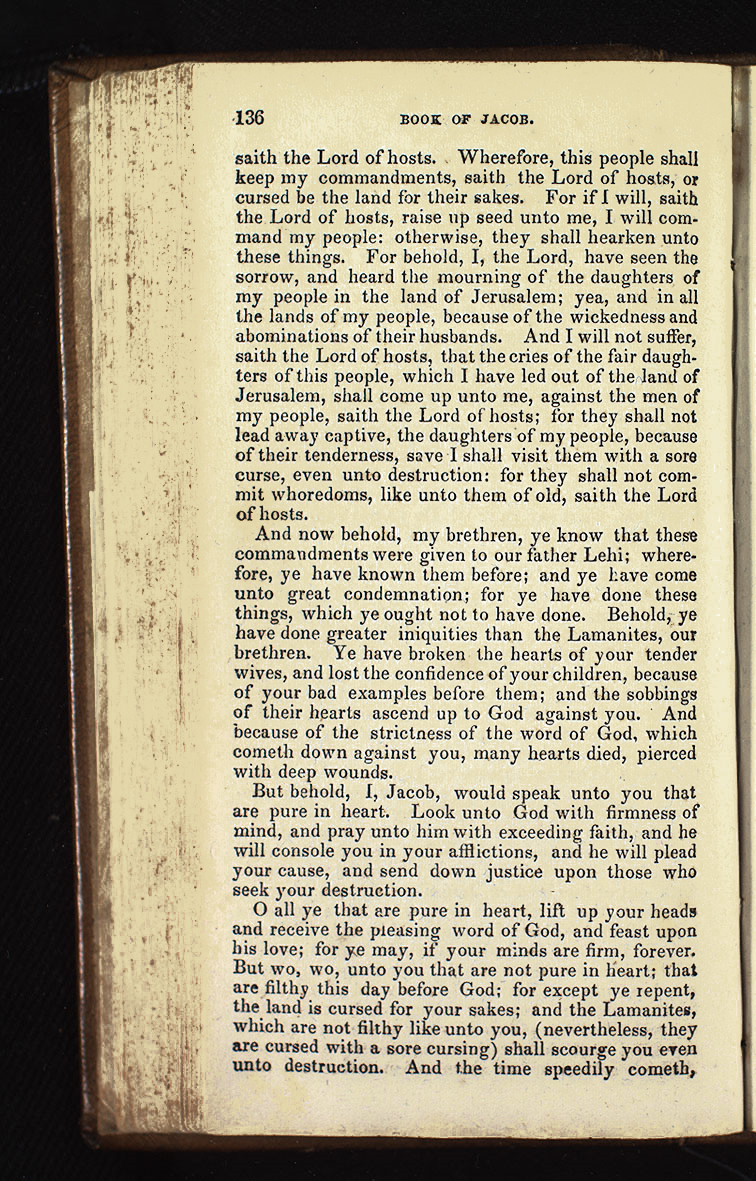 136 BOOK OF JACOB.
saith the Lord of hosts. Wherefore, this people shall
keep my commandments, saith the Lord of hosts, or
cursed be the land for their sakes. For if I will, saith
the Lord of hosts, raise up seed unto me, I will com-
mand my people: otherwise, they shall hearken unto
these things. For behold, I, the Lord, have seen the
sorrow, and heard the mourning of the daughters of
my people in the land of Jerusalem; yea, and in all
the lands of my people, because of the wickedness and
abominations of their husbands. And I will not suffer,
saith the Lord of hosts, that the cries of the fair daugh-
ters of this people, which I have led out of the land of
Jerusalem, shall come up unto me, against the men of
my people, saith the Lord of hosts; for they shall not
lead away captive, the daughters of my people, because
of their tenderness, save I shall visit them with a sore
curse, even unto destruction: for they shall not com-
mit whoredoms, like unto them of old, saith the Lord
of hosts.
And now behold, my brethren, ye know that these
commandments were given to our father Lehi; where-
fore, ye have known them before; and ye have come
unto great condemnation; for ye have done these
things, which ye ought not to have done. Behold, ye
have done greater iniquities than the Lamanites, our
brethren. Ye have broken the hearts of your tender
wives, and lost the confidence of your children, because
of your bad examples before them; and the sobbings
of their hearts ascend up to God against you. And
because of the strictness of the word of God, which
cometh down against you, many hearts died, pierced
with deep wounds.
But behold, I, Jacob, would speak unto you that
are pure in heart. Look unto God with firmness of
mind, and pray unto him with exceeding faith, and he
will console you in your afflictions, and he will plead
your cause, and send down justice upon those who
seek your destruction.
O all ye that are pure in heart, lift up your heads
and receive the pleasing word of God, and feast upon
his love; for ye may, if your minds are firm, forever.
But wo, wo, unto you that are not pure in heart; that
are filthy this day before God; for except ye repent,
the land is cursed for your sakes; and the Lamanites,
which are not filthy like unto you, (nevertheless, they
are cursed with a sore cursing) shall scourge you even
unto destruction. And the time speedily cometh,